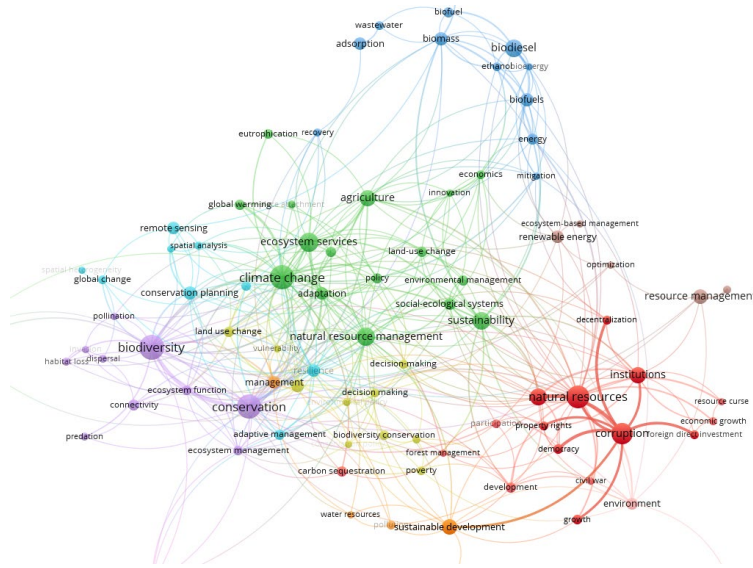 biofuel
wastewater
biomass
adsorption
biodiesel
ethanol
bioenergy
biofuels
eutrophication
recovery
energy
economics
mitigation
agriculture
innovation
global warming
ecosystem-based management
remote sensing
renewable energy
ecosystem services
spatial analysis
land-use change
optimization
global change
climate change
policy
environmental management
conservation planning
adaptation
resource management
social-ecological systems
pollination
sustainability
decentralization
land use change
natural resource management
biodiversity
vulnerability
habitat loss
dispersal
decision making
resilience
institutions
management
ecosystem function
decision making
natural resources
resource curse
connectivity
conservation
economic growth
property rights
predation
adaptive management
biodiversity conservation
corruption
foreign direct investment
ecosystem management
forest management
democracy
carbon sequestration
poverty
development
civil war
environment
water resources
sustainable development
growth